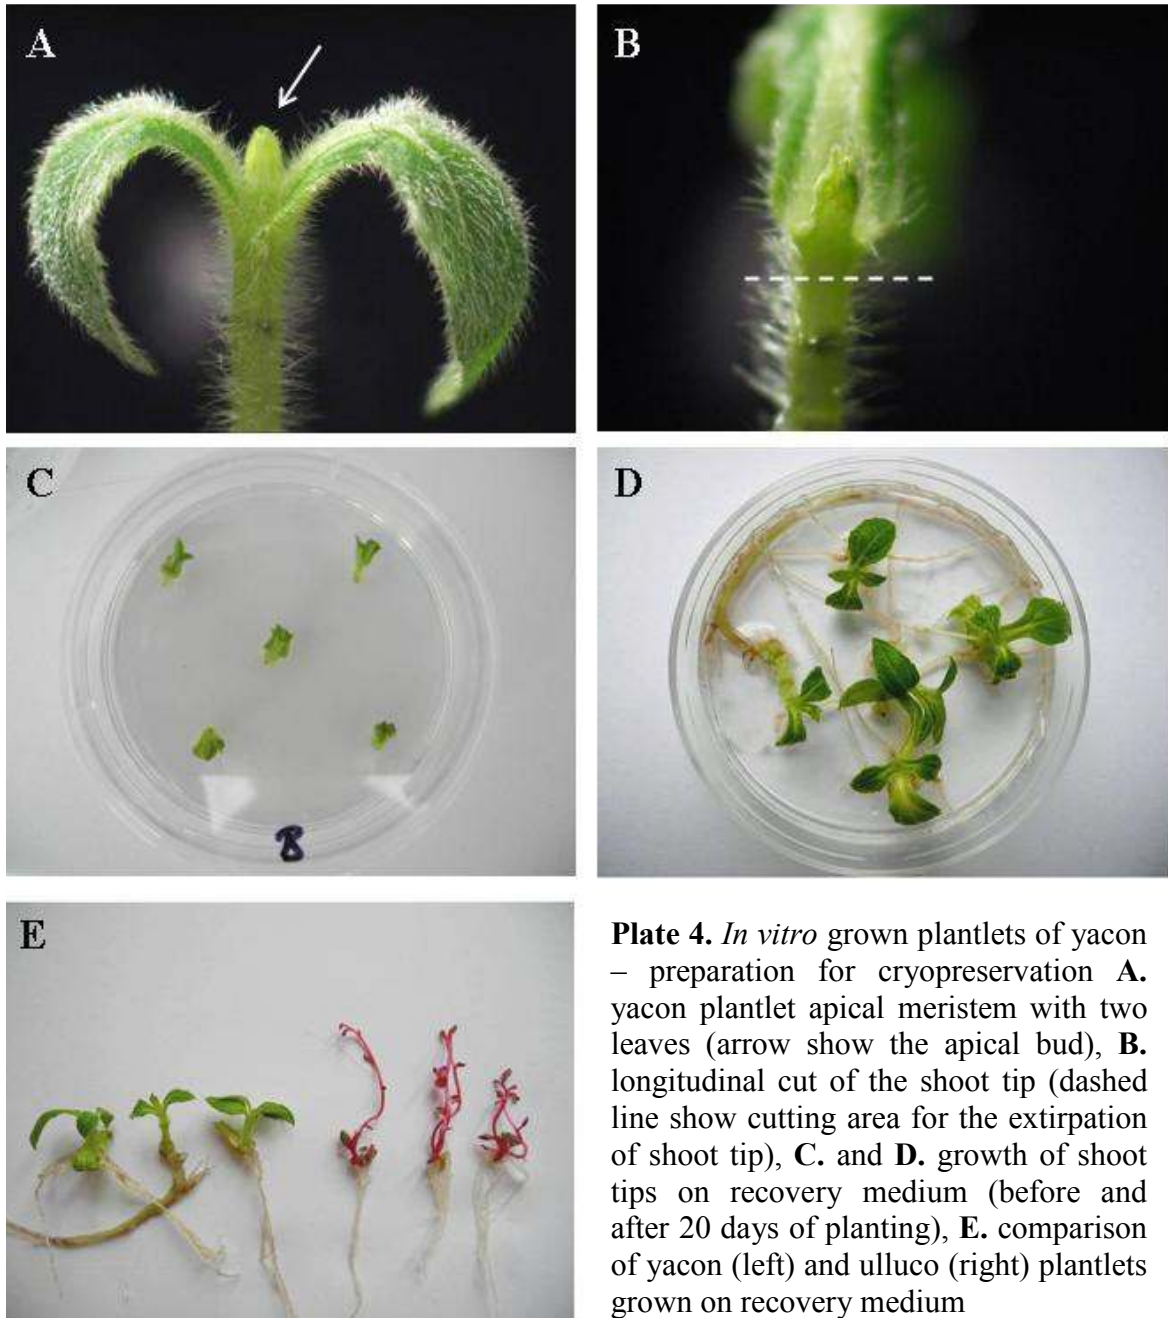 A
B
C
D
B
E
Plate 4. In vitro grown plantlets of yacon
– preparation for cryopreservation A.
yacon plantlet apical meristem with two
leaves (arrow show the apical bud), B.
longitudinal cut of the shoot tip (dashed
line show cutting area for the extirpation
of shoot tip), C. and D. growth of shoot
tips on recovery medium (before and
after 20 days of planting), E. comparison
of yacon (left) and ulluco (right) plantlets
grown on recovery medium